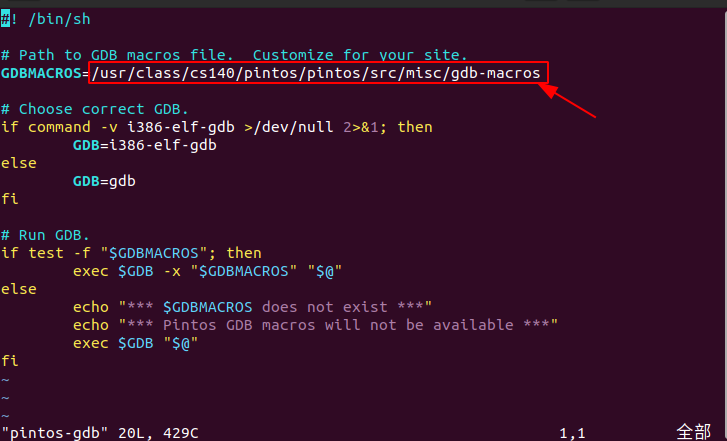 #! /bin/sh
# Path to GDB macros file.  Customize for your site.
GDBMACROS=/usr/class/cs140/pintos/pintos/src/misc/gdb-macros
# Choose correct GDB.
if command -v i386-elf-gdb >/dev/null 2>&1; then
        GDB=i386-elf-gdb
else
        GDB=gdb
fi
# Run GDB.
if test -f "$GDBMACROS"; then
        exec $GDB -x "$GDBMACROS" "$@"
else
        echo "*** $GDBMACROS does not exist ***"
        echo "*** Pintos GDB macros will not be available ***"
        exec $GDB "$@"
fi
~
~
~
"pintos-gdb" 20L, 429C 1,1 全部